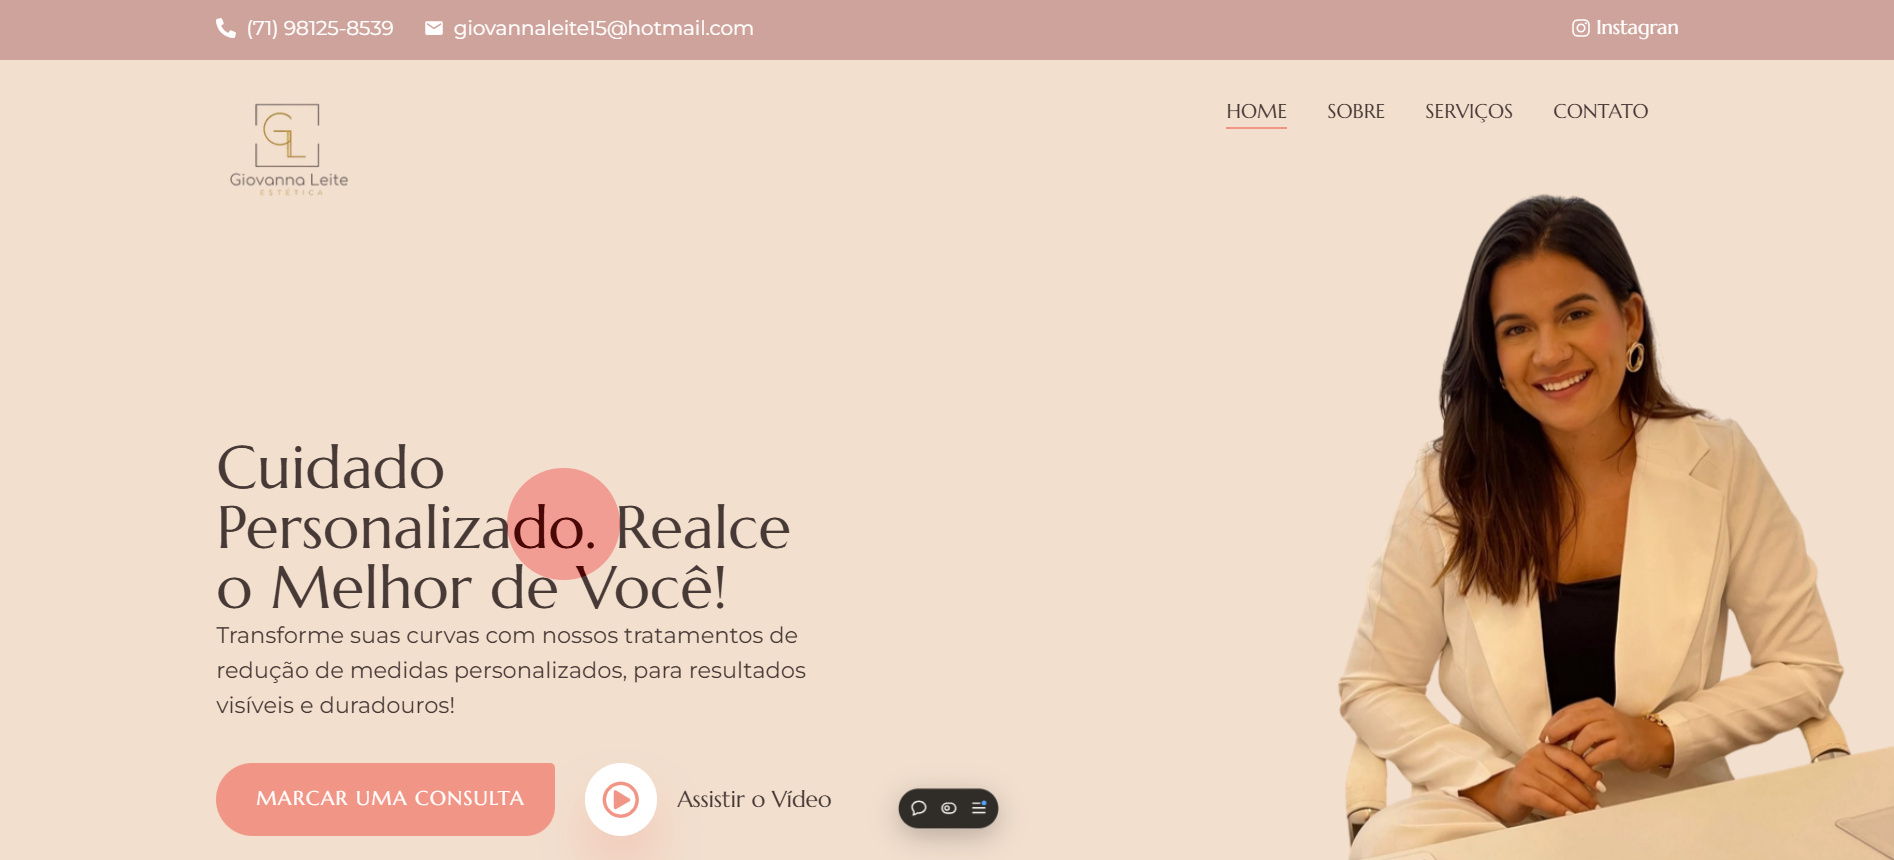 (71) 98125-8539 giovannaleite15@hotmail.com Instagran
GL
Giovanna Leite
ESTÉTICA
HOME SOBRE SERVIÇOS CONTATO
Cuidado
Personalizado. Realce
o Melhor de Você!
Transforme suas curvas com nossos tratamentos de
redução de medidas personalizados, para resultados
visíveis e duradouros!
MARCAR UMA CONSULTA Assistir o Vídeo